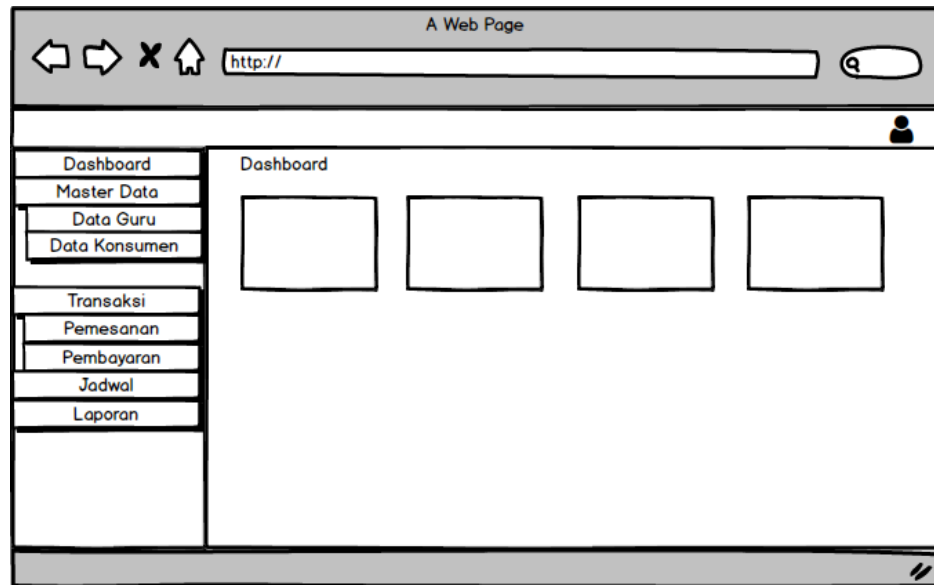 A Web Page
http://
Dashboard
Master Data
Data Guru
Data Konsumen
Transaksi
Pemesanan
Pembayaran
Jadwal
Laporan
Dashboard